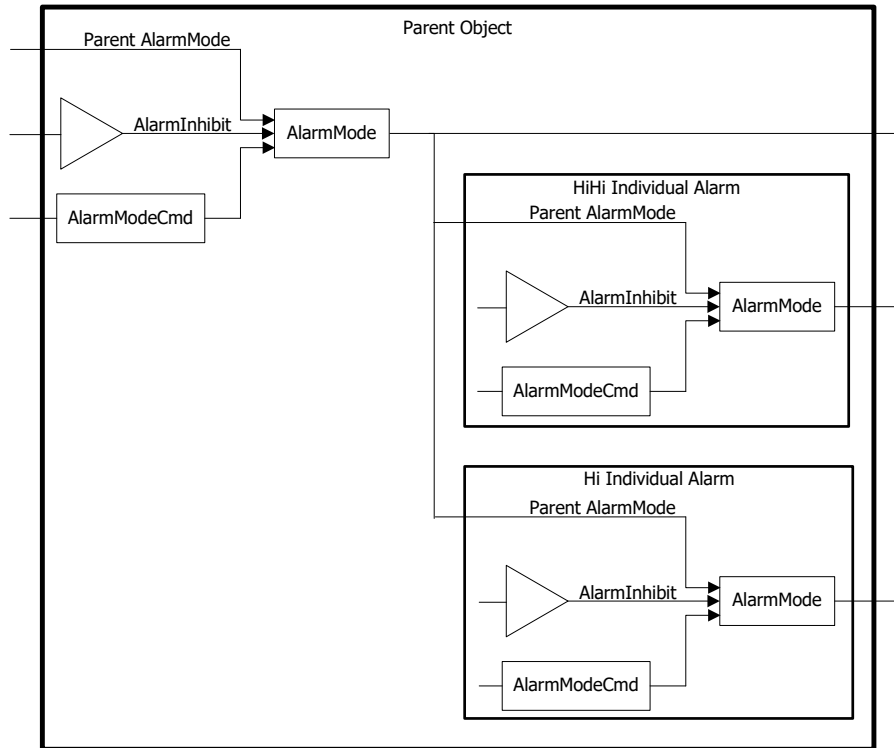 Parent Object
Parent AlarmMode
AlarmInhibit
AlarmMode
AlarmModeCmd
HiHi Individual Alarm
Parent AlarmMode
AlarmInhibit
AlarmMode
AlarmModeCmd
Hi Individual Alarm
Parent AlarmMode
AlarmInhibit
AlarmMode
AlarmModeCmd